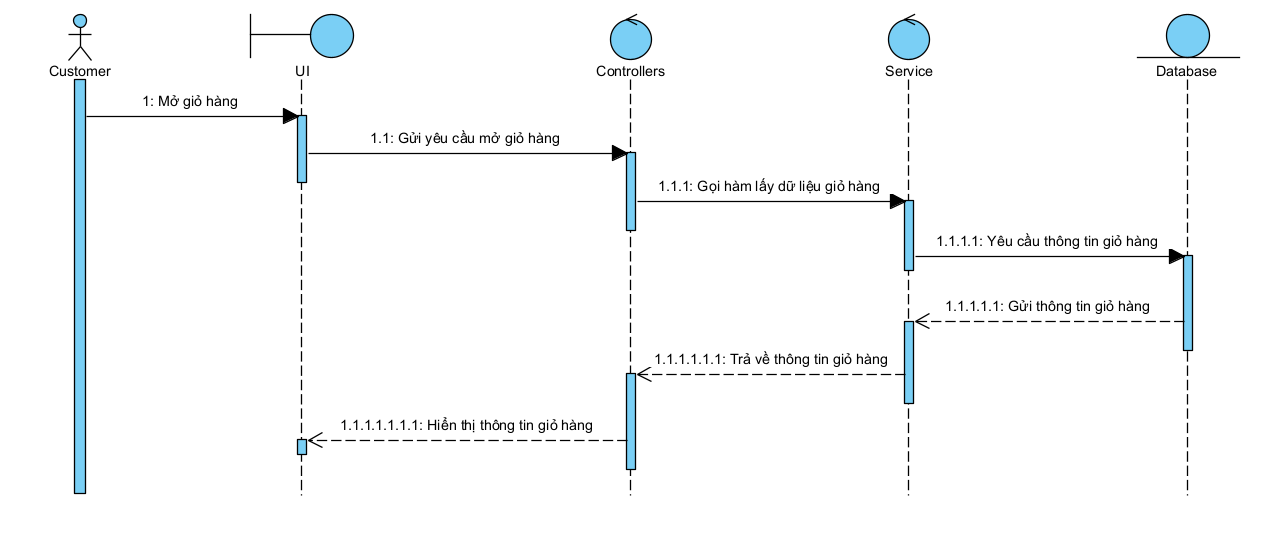 Customer
UI
Controllers
Service
Database
1: Mở giỏ hàng
1.1: Gửi yêu cầu mở giỏ hàng
1.1.1: Gọi hàm lấy dữ liệu giỏ hàng
1.1.1.1: Yêu cầu thông tin giỏ hàng
1.1.1.1.1: Gửi thông tin giỏ hàng
1.1.1.1.1.1: Trả về thông tin giỏ hàng
1.1.1.1.1.1.1: Hiển thị thông tin giỏ hàng